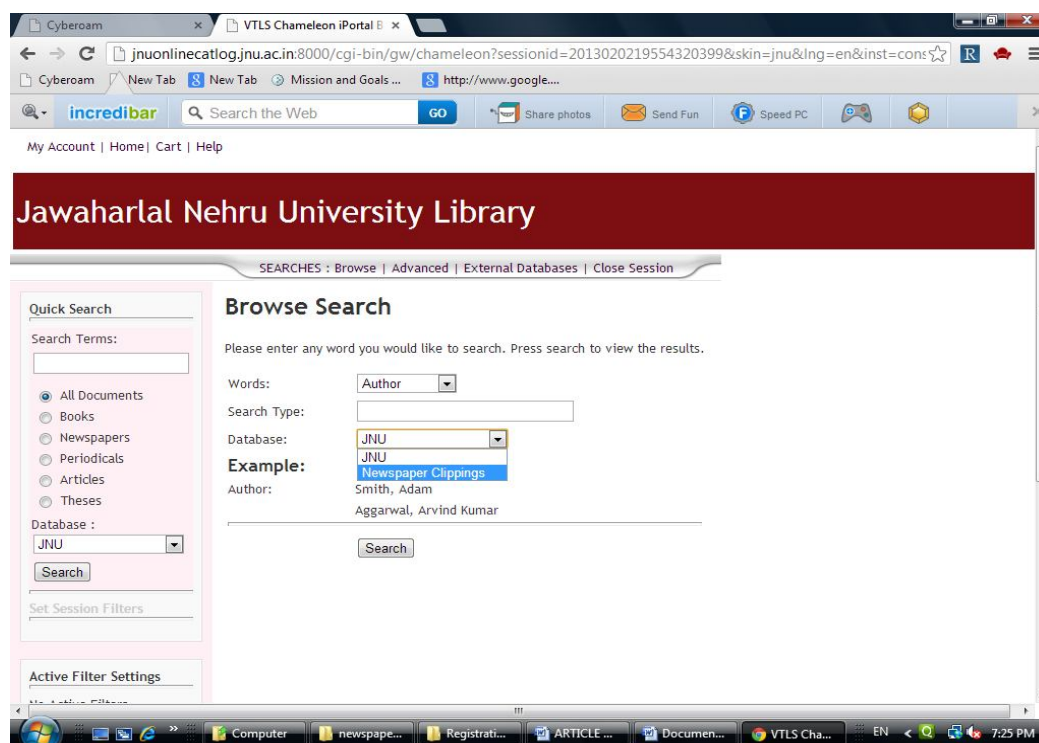 Cyberoam
VTLS Chameleon iPortal B
jnuonlinecatlog.jnu.ac.in:8000/cgi-bin/gw/chameleon?sessionid=2013020219554320399&skin=jnu&lng=en&inst=cons
Cyberoam New Tab New Tab Mission and Goals ... http://www.google....
incredibar Search the Web GO Share photos Send Fun Speed PC
My Account | Home| Cart | Help
Jawaharlal Nehru University Library
SEARCHES : Browse | Advanced | External Databases | Close Session
Quick Search
Search Terms:
All Documents
Books
Newspapers
Periodicals
Articles
Theses
Database :
JNU
Search
Set Session Filters
Active Filter Settings
No Active Filters
Browse Search
Please enter any word you would like to search. Press search to view the results.
Words: Author
Search Type:
Database: JNU
JNU
Newspaper Clippings
Example:
Author: Smith, Adam
Aggarwal, Arvind Kumar
Search
Computer newspape... Registrati... ARTICLE ... Documen... VTLS Cha... EN 7:25 PM